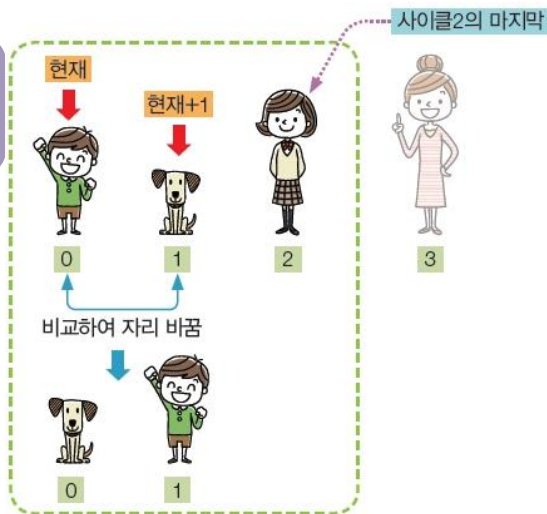 사이클2의 마지막
현재
현재+1
0 1 2 3
비교하여 자리 바꿈
0 1